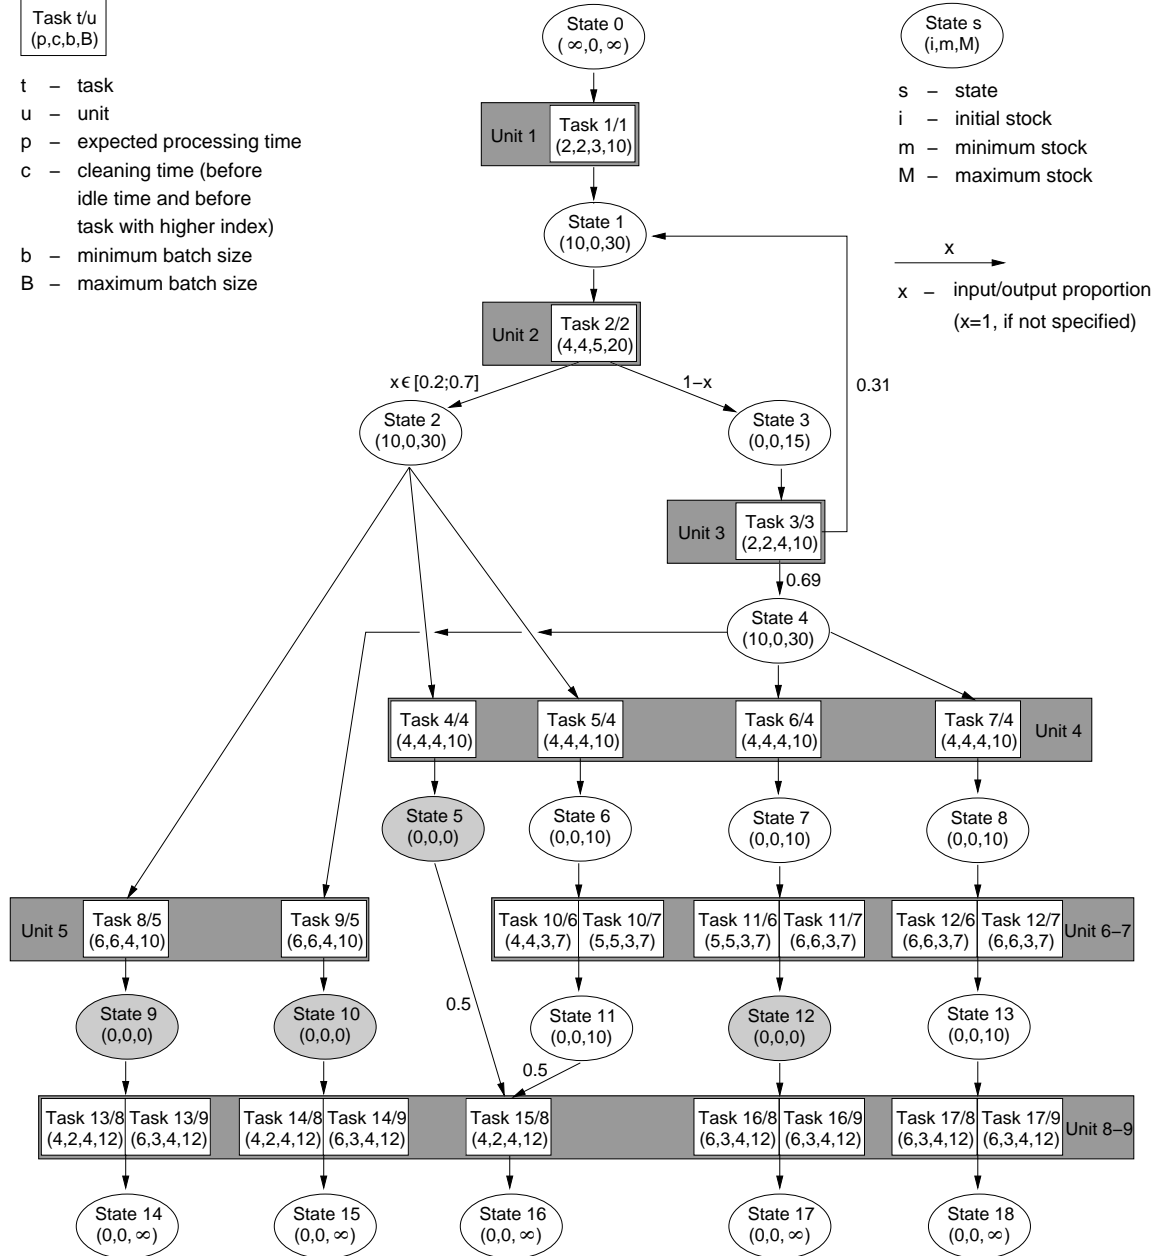 Task t/u
(p,c,b,B)
t – task
u – unit
p – expected processing time
c – cleaning time (before
idle time and before
task with higher index)
b – minimum batch size
B – maximum batch size
State 0
(∞,0,∞)
State s
(i,m,M)
s – state
i – initial stock
m – minimum stock
M – maximum stock
x
x – input/output proportion
(x=1, if not specified)
Unit 1
Task 1/1
(2,2,3,10)
State 1
(10,0,30)
Unit 2
Task 2/2
(4,4,5,20)
x ϵ [0.2;0.7]
1–x
0.31
State 2
(10,0,30)
State 3
(0,0,15)
Unit 3
Task 3/3
(2,2,4,10)
0.69
State 4
(10,0,30)
Task 4/4
(4,4,4,10)
Task 5/4
(4,4,4,10)
Task 6/4
(4,4,4,10)
Task 7/4
(4,4,4,10)
Unit 4
State 5
(0,0,0)
State 6
(0,0,10)
State 7
(0,0,10)
State 8
(0,0,10)
Unit 5
Task 8/5
(6,6,4,10)
Task 9/5
(6,6,4,10)
Task 10/6
(4,4,3,7)
Task 10/7
(5,5,3,7)
Task 11/6
(5,5,3,7)
Task 11/7
(6,6,3,7)
Task 12/6
(6,6,3,7)
Task 12/7
(6,6,3,7)
Unit 6–7
State 9
(0,0,0)
State 10
(0,0,0)
0.5
State 11
(0,0,10)
State 12
(0,0,0)
State 13
(0,0,10)
0.5
Task 13/8
(4,2,4,12)
Task 13/9
(6,3,4,12)
Task 14/8
(4,2,4,12)
Task 14/9
(6,3,4,12)
Task 15/8
(4,2,4,12)
Task 16/8
(6,3,4,12)
Task 16/9
(6,3,4,12)
Task 17/8
(6,3,4,12)
Task 17/9
(6,3,4,12)
Unit 8–9
State 14
(0,0,∞)
State 15
(0,0,∞)
State 16
(0,0,∞)
State 17
(0,0,∞)
State 18
(0,0,∞)